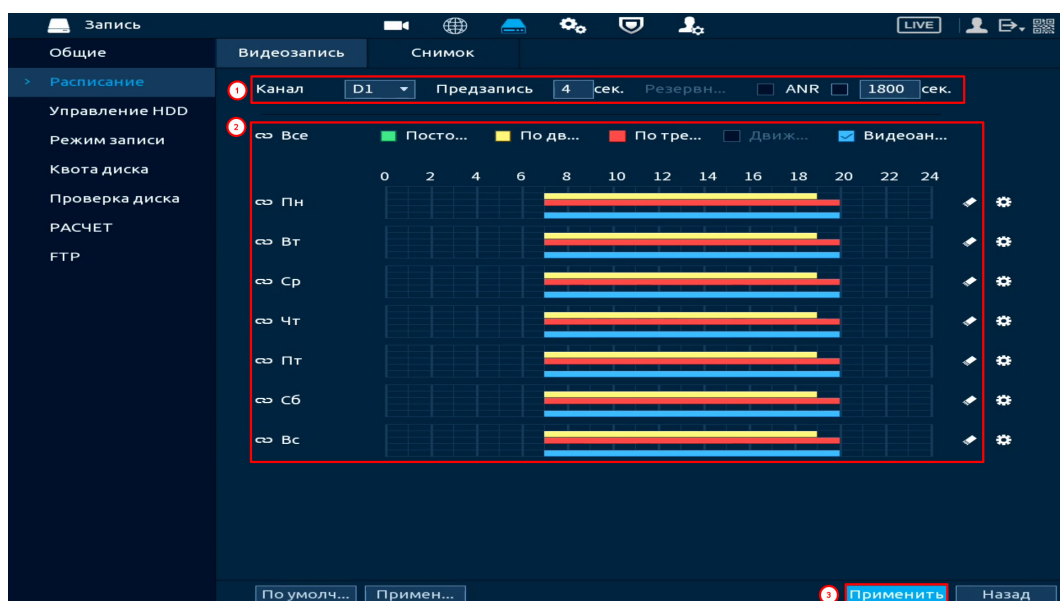 Запись LIVE
Общие Видеозапись Снимок
> Расписание
1 Канал D1 Предзапись 4 сек. Резервн... ANR 1800 сек.
Управление HDD
2 Все Посто... По дв... По тре... Движ... Видеоан...
Режим записи
Квота диска
0 2 4 6 8 10 12 14 16 18 20 22 24
Проверка диска
Пн
РАСЧЕТ
Вт
FTP
Ср
Чт
Пт
Сб
Вс
По умолч... Примен... 3 Применить Назад